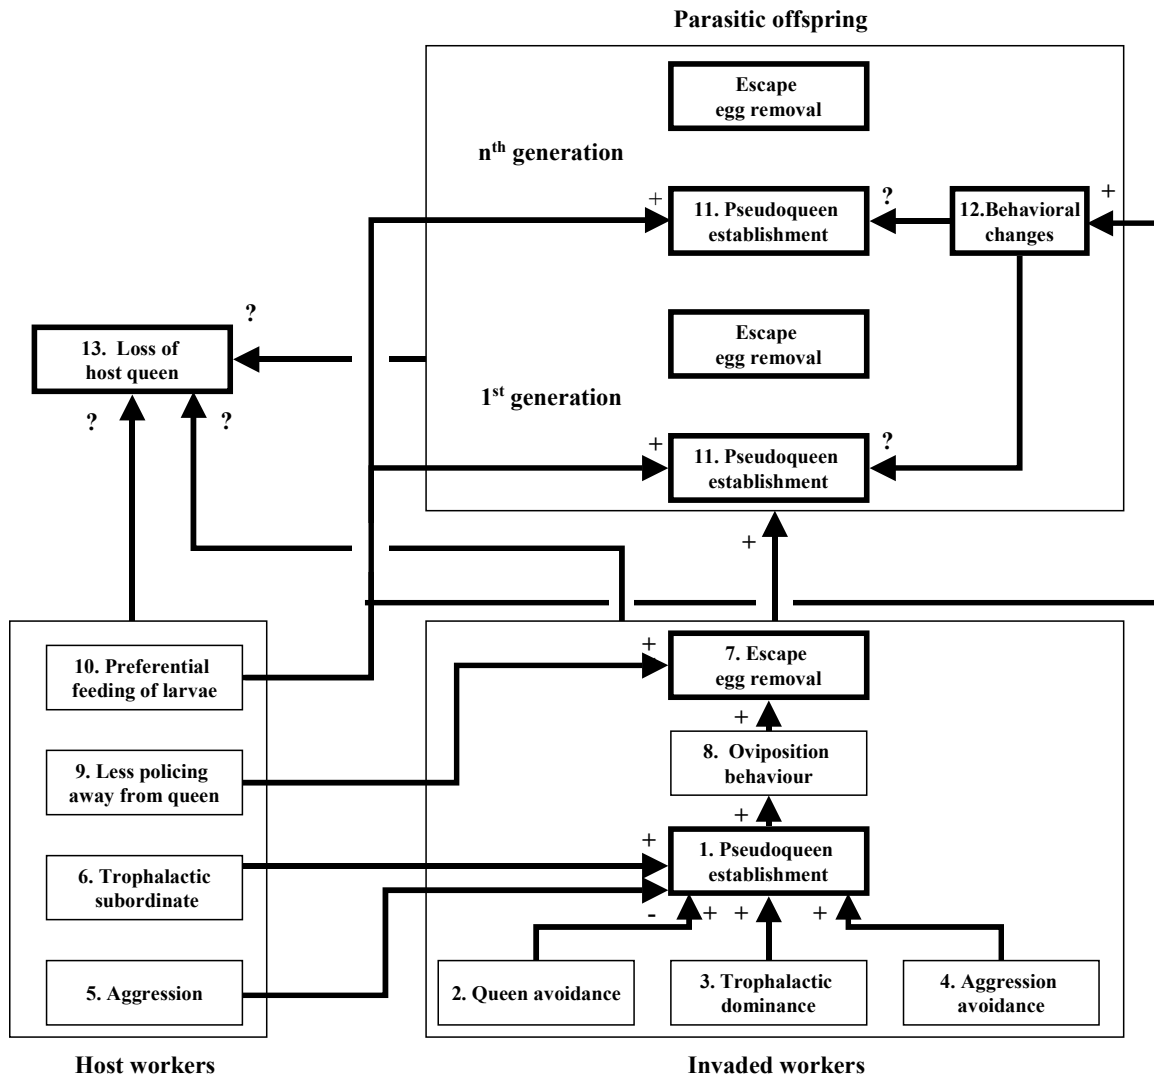 Parasitic offspring
Escape
egg removal
nth generation
+
?
+
11. Pseudoqueen
establishment
12.Behavioral
changes
?
13. Loss of
host queen
Escape
egg removal
1st generation
?
?
+
?
11. Pseudoqueen
establishment
+
10. Preferential
feeding of larvae
+
7. Escape
egg removal
+
9. Less policing
away from queen
8. Oviposition
behaviour
+
+
6. Trophalactic
subordinate
1. Pseudoqueen
establishment
-
+
+
+
5. Aggression
2. Queen avoidance
3. Trophalactic
dominance
4. Aggression
avoidance
Host workers
Invaded workers